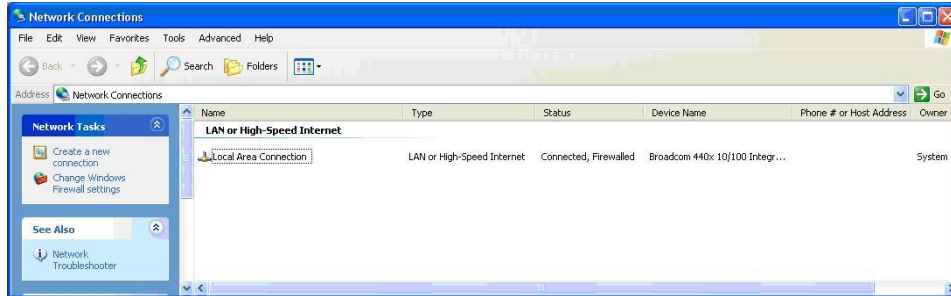 Network Connections
File Edit View Favorites Tools Advanced Help
Back Search Folders
Address Network Connections Go
Network Tasks
Create a new
connection
Change Windows
Firewall settings
See Also
Network
Troubleshooter
Name Type Status Device Name Phone # or Host Address Owner
LAN or High-Speed Internet
Local Area Connection LAN or High-Speed Internet Connected, Firewalled Broadcom 440x 10/100 Integr... System